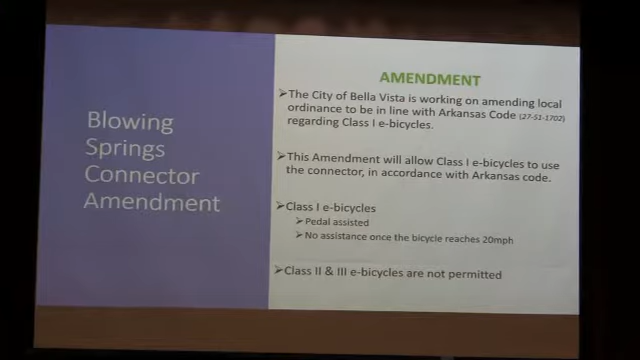 Blowing
Springs
Connector
Amendment
AMENDMENT
➢The City of Bella Vista is working on amending local
ordinance to be in line with Arkansas Code (27-51-1702)
regarding Class I e-bicycles.
➢This Amendment will allow Class I e-bicycles to use
the connector, in accordance with Arkansas code.
➢Class I e-bicycles
➢Pedal assisted
➢No assistance once the bicycle reaches 20mph
➢Class II & III e-bicycles are not permitted